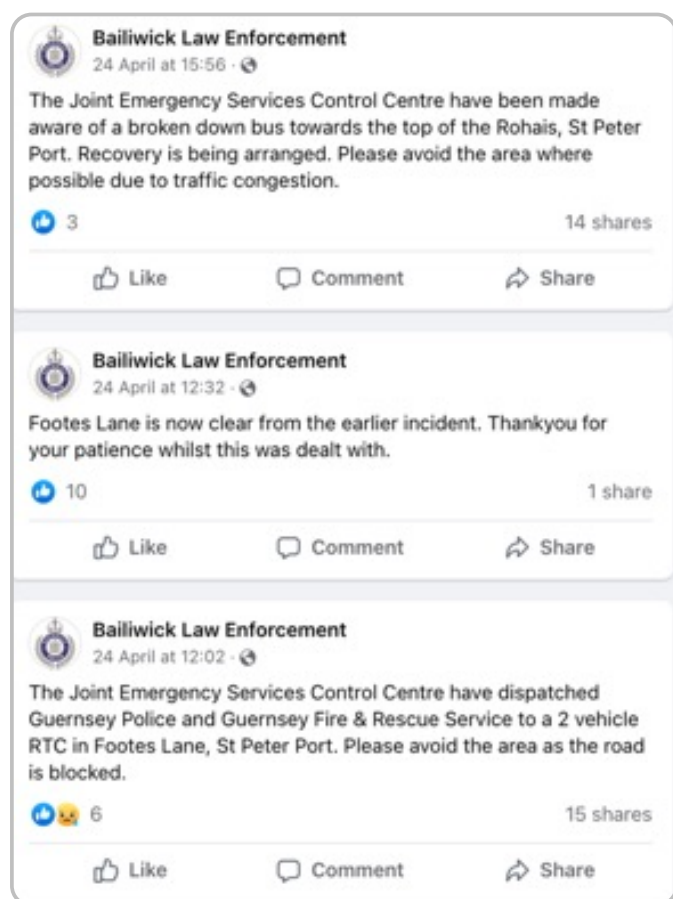 Bailiwick Law Enforcement
24 April at 15:56 ·
The Joint Emergency Services Control Centre have been made
aware of a broken down bus towards the top of the Rohais, St Peter
Port. Recovery is being arranged. Please avoid the area where
possible due to traffic congestion.
3 14 shares
Like Comment Share
Bailiwick Law Enforcement
24 April at 12:32 ·
Footes Lane is now clear from the earlier incident. Thankyou for
your patience whilst this was dealt with.
10 1 share
Like Comment Share
Bailiwick Law Enforcement
24 April at 12:02 ·
The Joint Emergency Services Control Centre have dispatched
Guernsey Police and Guernsey Fire & Rescue Service to a 2 vehicle
RTC in Footes Lane, St Peter Port. Please avoid the area as the road
is blocked.
6 15 shares
Like Comment Share